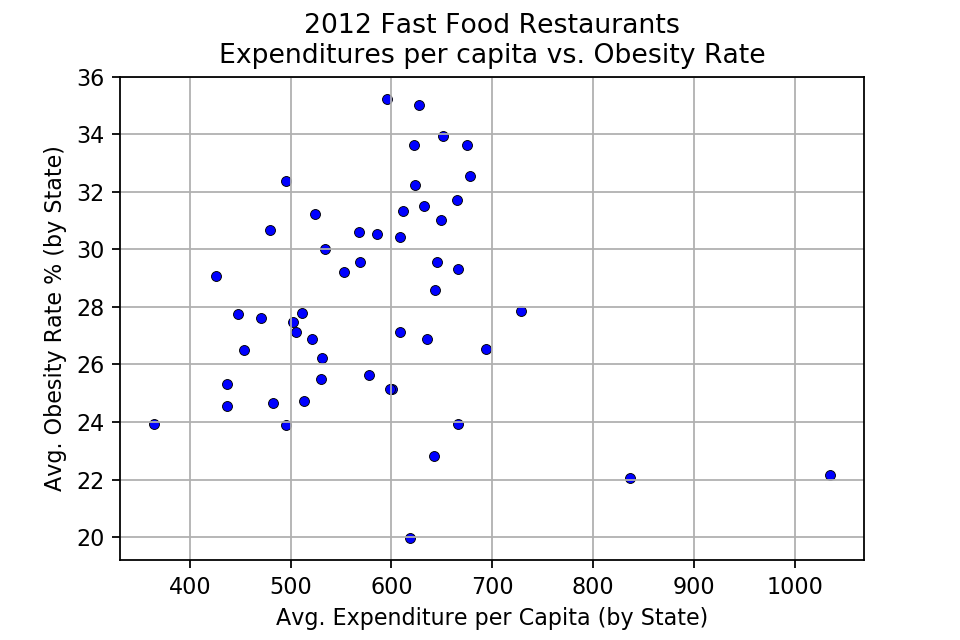 2012 Fast Food Restaurants
Expenditures per capita vs. Obesity Rate
36
34
32
30
28
26
24
22
20
Avg. Obesity Rate % (by State)
400 500 600 700 800 900 1000
Avg. Expenditure per Capita (by State)